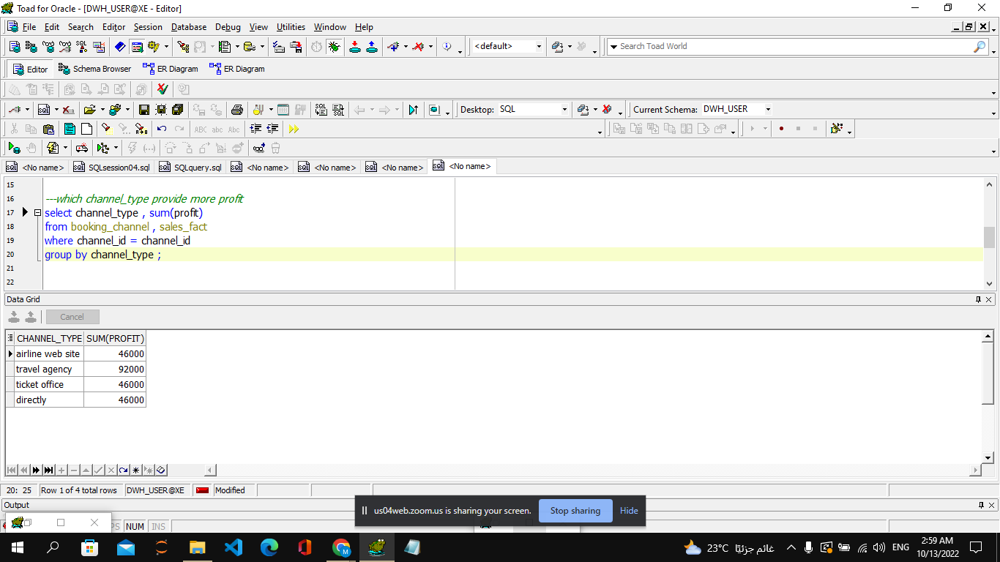 Toad for Oracle - [DWH_USER@XE - Editor]
File Edit Search Editor Session Database Debug View Utilities Window Help
SQL <default> Search Toad World
Editor Schema Browser ER Diagram ER Diagram
Desktop: SQL Current Schema: DWH_USER
ABC abc Abc
<No name> SQLsession04.sql SQLquery.sql <No name> <No name> <No name> <No name>
15
16 ---which channel_type provide more profit
17 select channel_type , sum(profit)
18 from booking_channel , sales_fact
19 where channel_id = channel_id
20 group by channel_type ;
21
22
Data Grid
Cancel
CHANNEL_TYPE SUM(PROFIT)
airline web site 46000
travel agency 92000
ticket office 46000
directly 46000
20: 25 Row 1 of 4 total rows DWH_USER@XE Modified
Output
us04web.zoom.us is sharing your screen. Stop sharing Hide
PS NUM INS
23°C غائم جزئيًا ENG 2:59 AM
10/13/2022